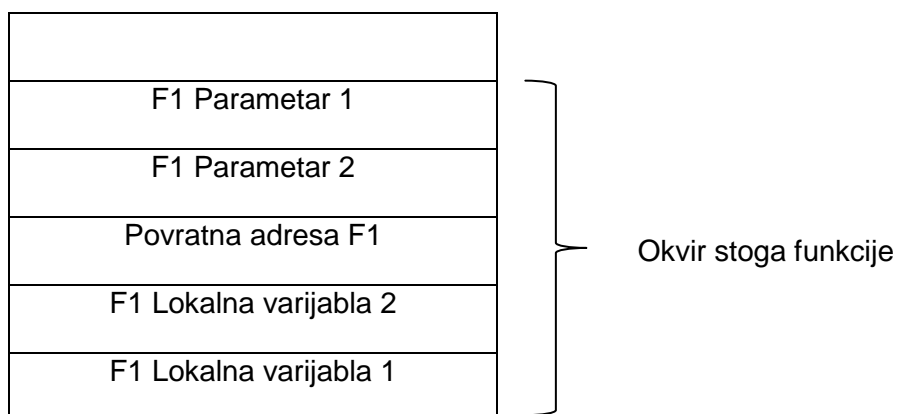 F1 Parametar 1
F1 Parametar 2
Povratna adresa F1
Okvir stoga funkcije
F1 Lokalna varijabla 2
F1 Lokalna varijabla 1